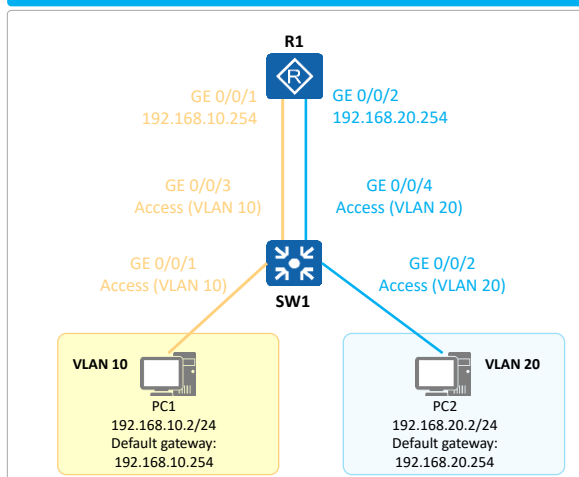 R1
R
GE 0/0/1
192.168.10.254
GE 0/0/2
192.168.20.254
GE 0/0/3
Access (VLAN 10)
GE 0/0/4
Access (VLAN 20)
GE 0/0/1
Access (VLAN 10)
GE 0/0/2
Access (VLAN 20)
SW1
VLAN 10
PC1
192.168.10.2/24
Default gateway:
192.168.10.254
VLAN 20
PC2
192.168.20.2/24
Default gateway:
192.168.20.254